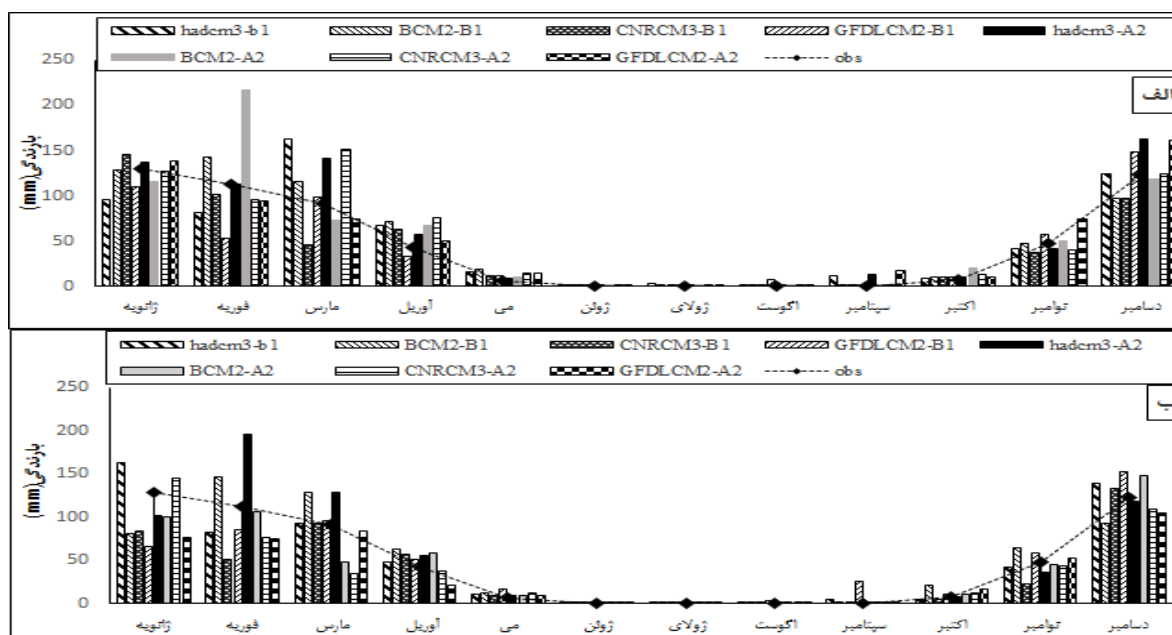 hadcm3-b1 BCM2-B1 CNRCM3-B1 GFDLCM2-B1 hadcm3-A2
BCM2-A2 CNRCM3-A2 GFDLCM2-A2 obs
الف
بارندگی(mm)
250
200
150
100
50
0
ژانویه فوریه مارس آوریل می ژوئن ژولای اگوست سپتامبر اکتبر نوامبر دسامبر
hadcm3-b1 BCM2-B1 CNRCM3-B1 GFDLCM2-B1 hadcm3-A2
BCM2-A2 CNRCM3-A2 GFDLCM2-A2 obs
ب
بارندگی(mm)
250
200
150
100
50
0
ژانویه فوریه مارس آوریل می ژوئن ژولای اگوست سپتامبر اکتبر نوامبر دسامبر